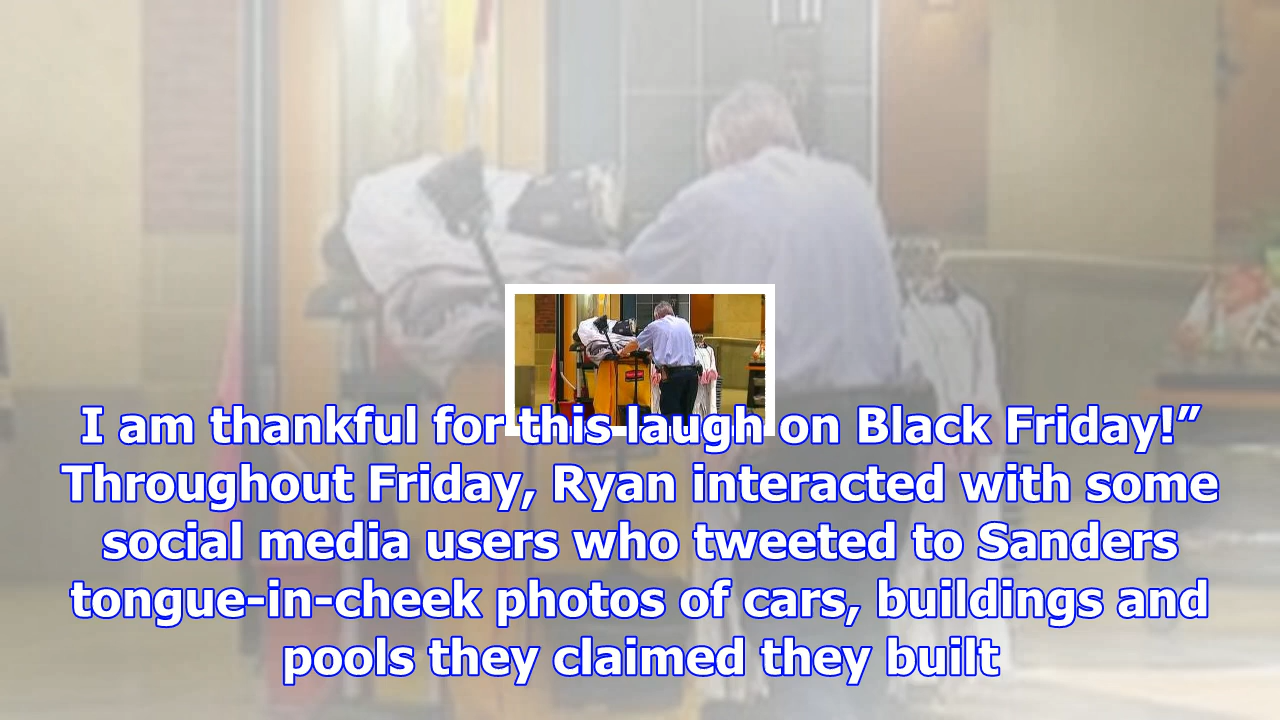 I am thankful for this laugh on Black Friday!”
Throughout Friday, Ryan interacted with some
social media users who tweeted to Sanders
tongue-in-cheek photos of cars, buildings and
pools they claimed they built